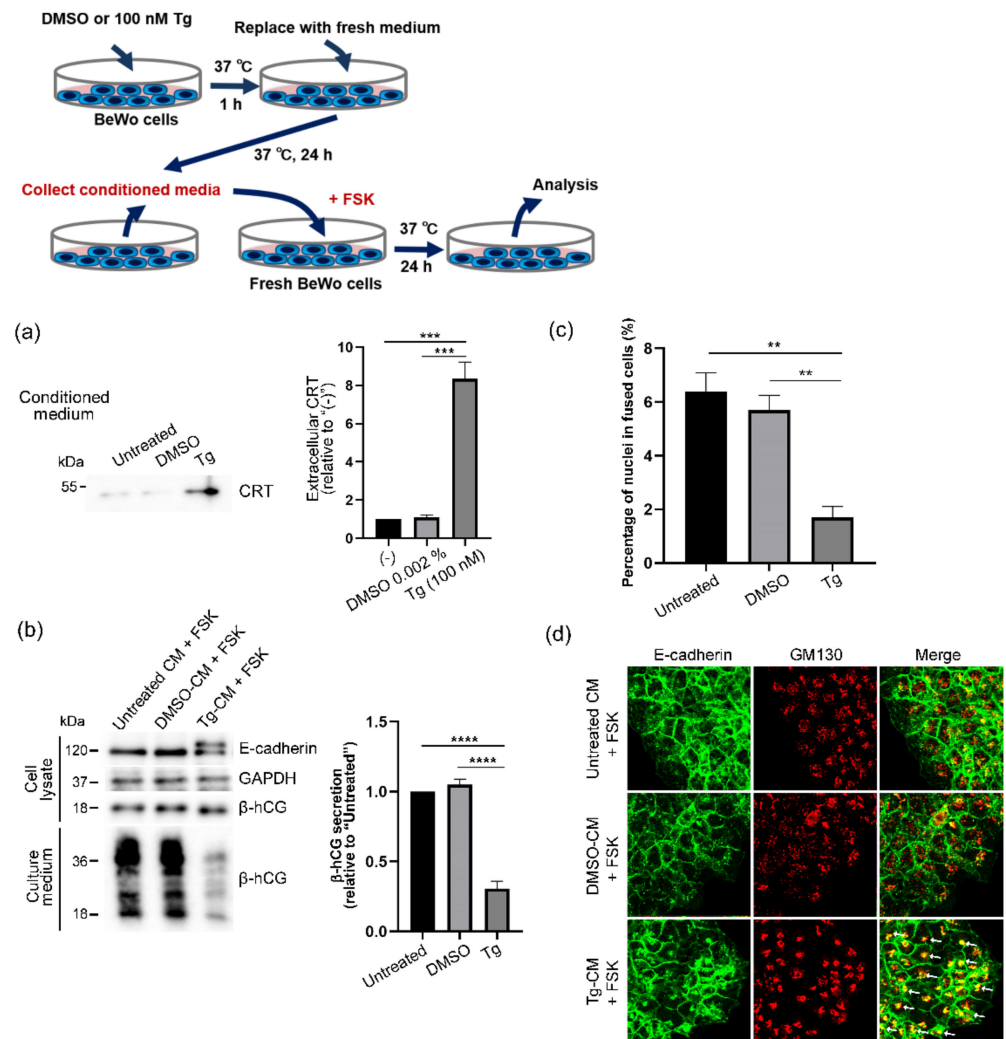 DMSO or 100 nM Tg
Replace with fresh medium
37 ℃
1 h
BeWo cells
37 ℃, 24 h
Collect conditioned media
+ FSK
Analysis
37 ℃
24 h
Fresh BeWo cells
(a)
Conditioned
medium
Untreated
DMSO
Tg
kDa
55
CRT
Extracellular CRT
(relative to “(-)”)
10
8
6
4
2
0
***
***
(-)
DMSO 0.002 %
Tg (100 nM)
(c)
Percentage of nuclei in fused cells (%)
8
6
4
2
0
**
**
Untreated
DMSO
Tg
(b)
Untreated CM + FSK
DMSO-CM + FSK
Tg-CM + FSK
kDa
Cell
lysate
120
E-cadherin
37
GAPDH
18
β-hCG
Culture
medium
36
β-hCG
18
β-hCG secretion
(relative to “Untreated”)
1.5
1.0
0.5
0.0
****
****
Untreated
DMSO
Tg
(d)
E-cadherin
GM130
Merge
Untreated CM
+ FSK
DMSO-CM
+ FSK
Tg-CM
+ FSK